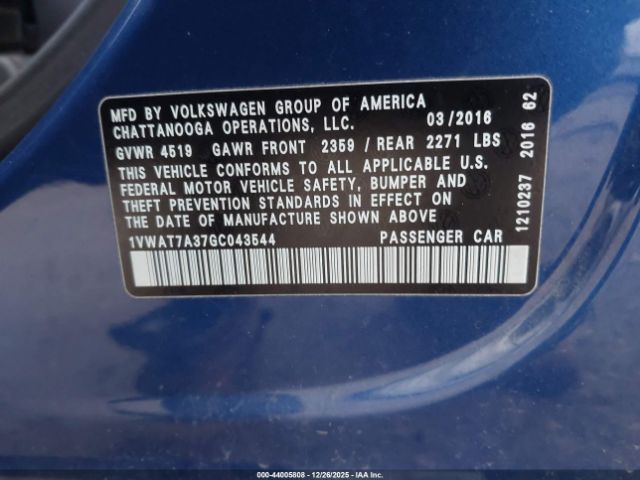 MFD BY VOLKSWAGEN GROUP OF AMERICA
CHATTANOOGA OPERATIONS, LLC. 03/2016
GVWR 4519 GAWR FRONT 2359 / REAR 2271 LBS
THIS VEHICLE CONFORMS TO ALL APPLICABLE U.S.
FEDERAL MOTOR VEHICLE SAFETY, BUMPER AND
THEFT PREVENTION STANDARDS IN EFFECT ON
THE DATE OF MANUFACTURE SHOWN ABOVE
1VWAT7A37GC043544 PASSENGER CAR
1210237 2016 62
000-44005808 - 12/26/2025 - IAAI.CA